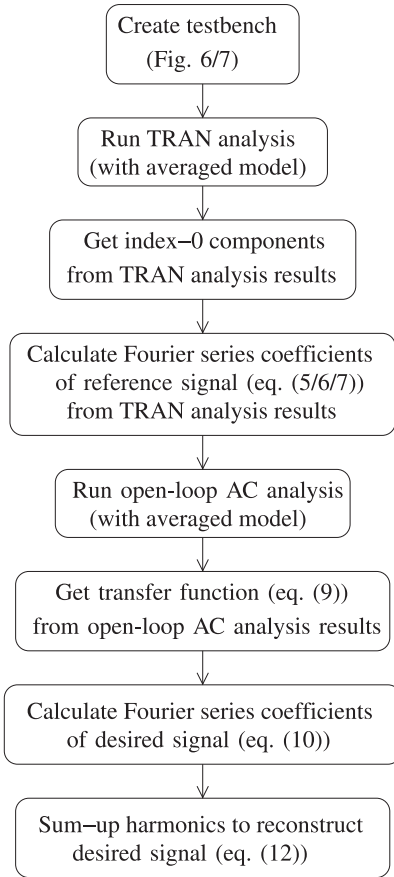 Create testbench
(Fig. 6/7)
Run TRAN analysis
(with averaged model)
Get index−0 components
from TRAN analysis results
Calculate Fourier series coefficients
of reference signal (eq. (5/6/7))
from TRAN analysis results
Run open-loop AC analysis
(with averaged model)
Get transfer function (eq. (9))
from open-loop AC analysis results
Calculate Fourier series coefficients
of desired signal (eq. (10))
Sum−up harmonics to reconstruct
desired signal (eq. (12))